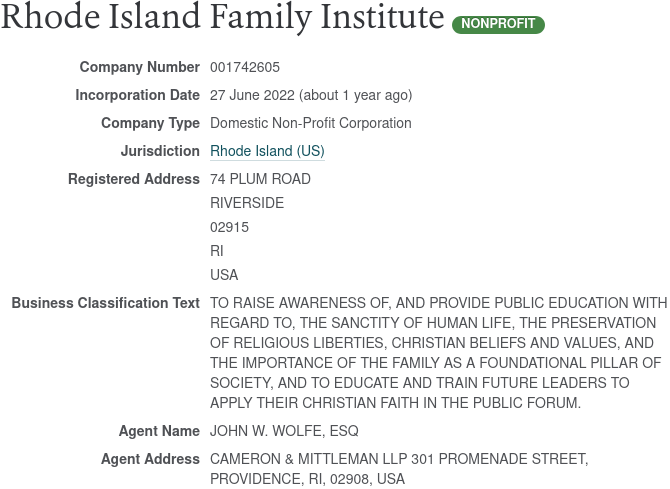 Rhode Island Family Institute NONPROFIT
Company Number 001742605
Incorporation Date 27 June 2022 (about 1 year ago)
Company Type Domestic Non-Profit Corporation
Jurisdiction Rhode Island (US)
Registered Address 74 PLUM ROAD
RIVERSIDE
02915
RI
USA
Business Classification Text TO RAISE AWARENESS OF, AND PROVIDE PUBLIC EDUCATION WITH
REGARD TO, THE SANCTITY OF HUMAN LIFE, THE PRESERVATION
OF RELIGIOUS LIBERTIES, CHRISTIAN BELIEFS AND VALUES, AND
THE IMPORTANCE OF THE FAMILY AS A FOUNDATIONAL PILLAR OF
SOCIETY, AND TO EDUCATE AND TRAIN FUTURE LEADERS TO
APPLY THEIR CHRISTIAN FAITH IN THE PUBLIC FORUM.
Agent Name JOHN W. WOLFE, ESQ
Agent Address CAMERON & MITTLEMAN LLP 301 PROMENADE STREET,
PROVIDENCE, RI, 02908, USA